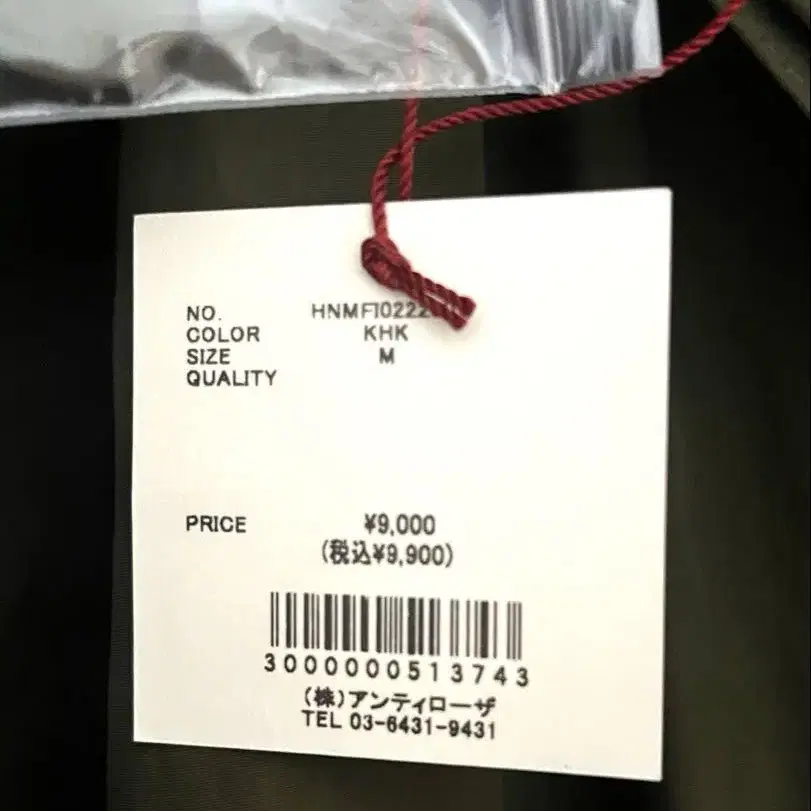 NO.
COLOR KHK
SIZE M
QUALITY
PRICE ¥9,000
(税込¥9,900)
3000000513743
(株)アンティローザ
TEL 03-6431-9431